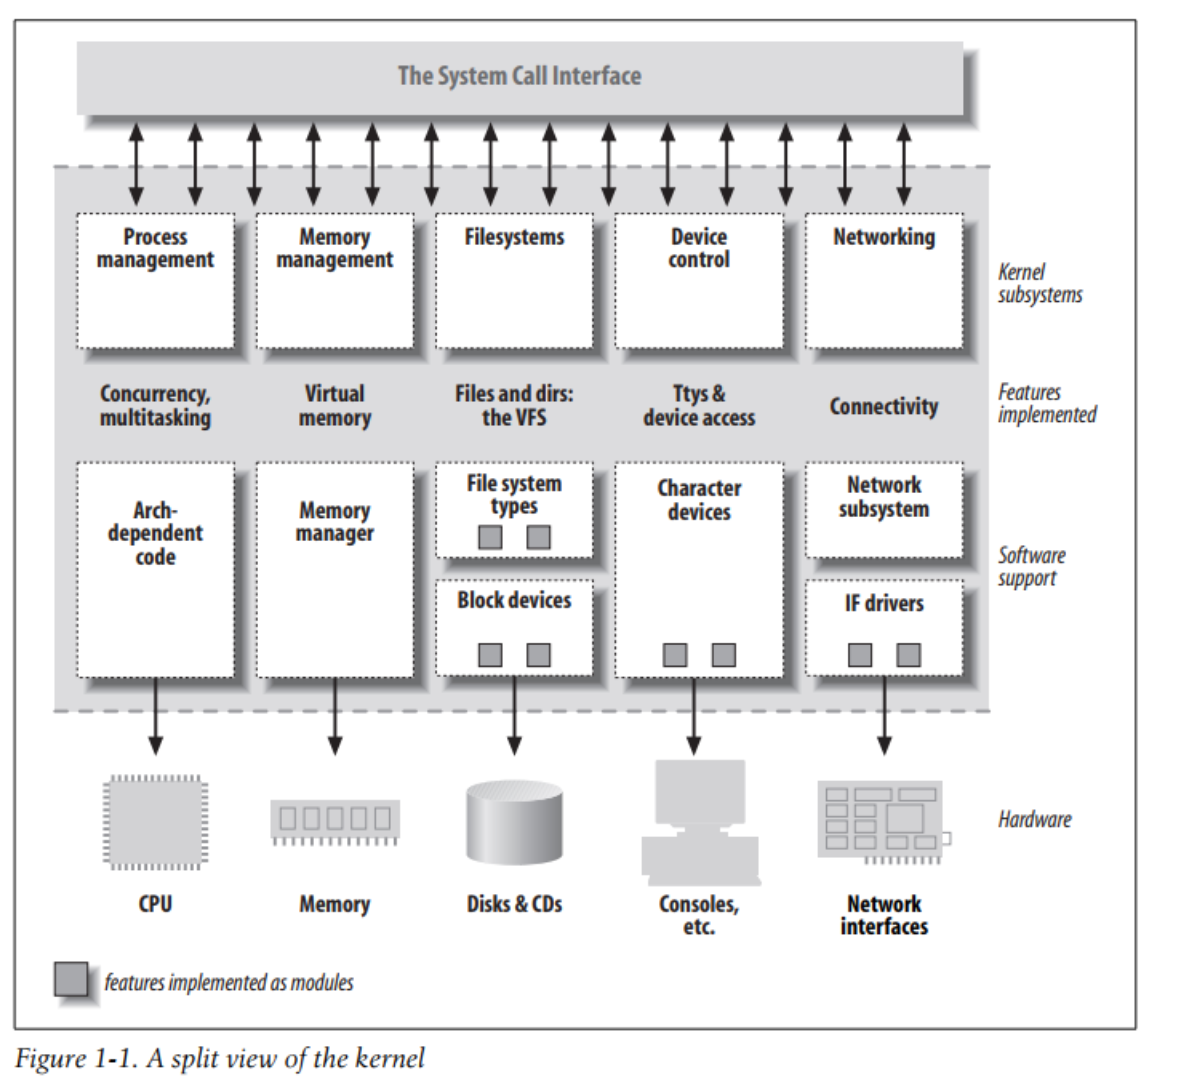 The System Call Interface
Process
management
Memory
management
Filesystems
Device
control
Networking
Kernel
subsystems
Concurrency,
multitasking
Virtual
memory
Files and dirs:
the VFS
Ttys &
device access
Connectivity
Features
implemented
Arch-
dependent
code
Memory
manager
File system
types
Block devices
Character
devices
Network
subsystem
IF drivers
Software
support
Hardware
CPU
Memory
Disks & CDs
Consoles,
etc.
Network
interfaces
features implemented as modules
Figure 1-1. A split view of the kernel